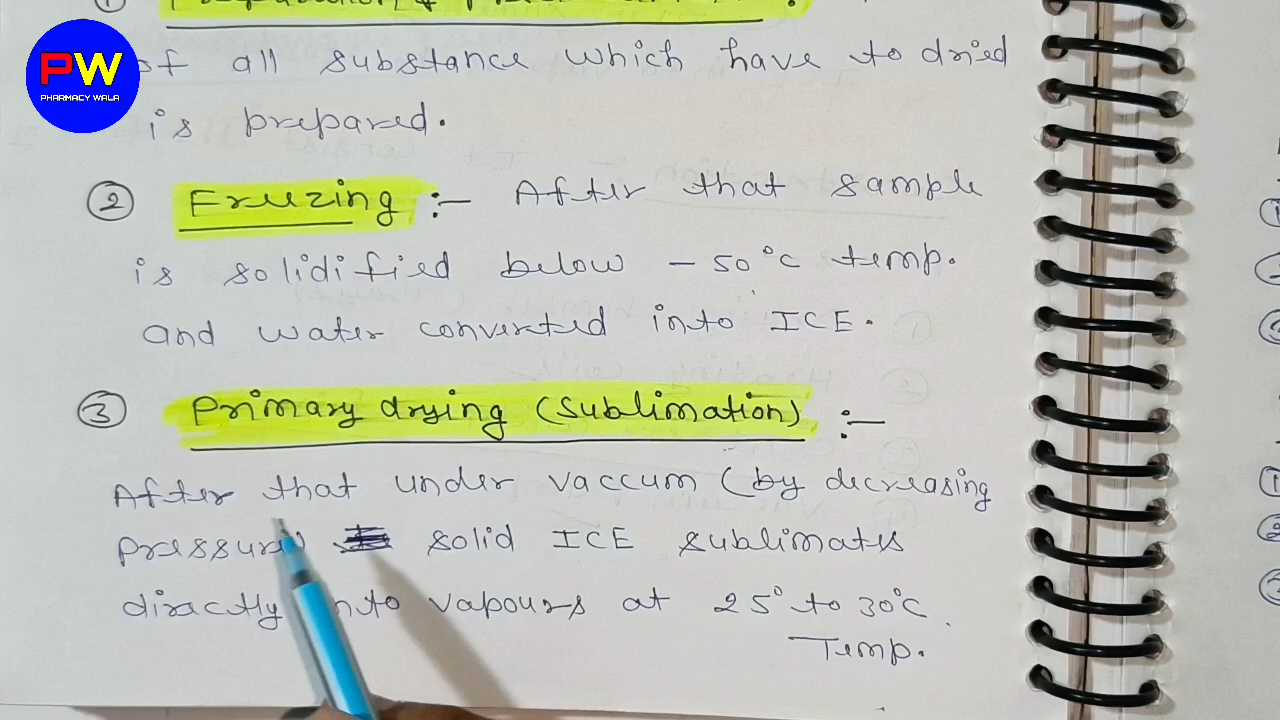 PW
PHARMACY WALA
of all substance which have to dried
is prepared.
② Freezing :- After that sample
is solidified below - 50°C temp.
and water converted into ICE.
③ Primary drying (sublimation) :-
After that under vaccum (by decreasing
pressure) solid ICE sublimates
diractly into vapours at 25° to 30°C
Temp.